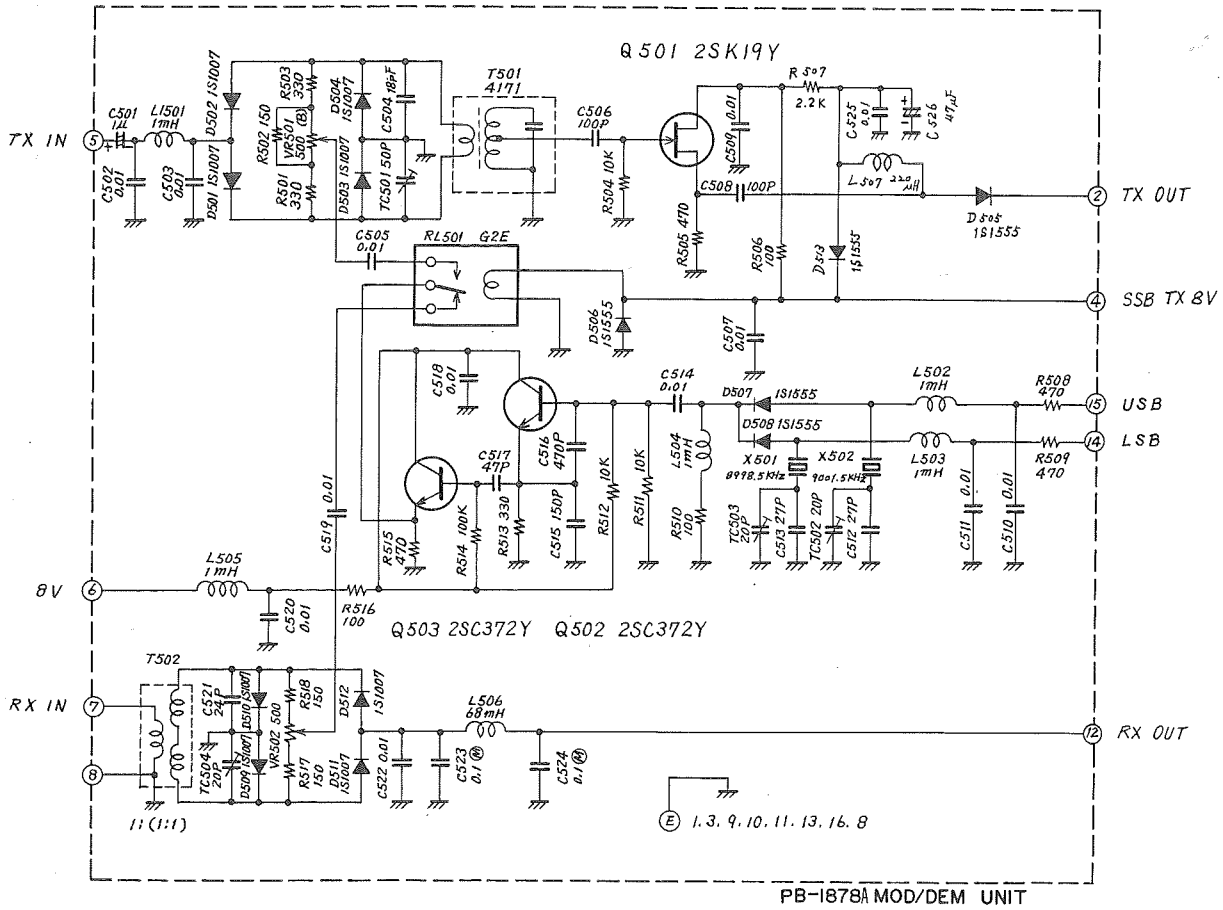 Q501 2SK19Y
TX IN
5
C501
1µ
L1501
1mH
C502
0.01
C503
0.01
D502 1S1007
D501 1S1007
R503
330
R502 150
VR501
500
(B)
R501
330
D504
1S1007
D503 1S1007
C504 18pF
TC501 50P
T501
4171
C506
100P
R504 10K
C509 0.01
C508 100P
R505 470
R507
2.2K
R506
100
C525
0.01
C526
47µF
L507 220µH
D513
1S1555
D505
1S1555
2
TX OUT
C505
0.01
RL501 G2E
D506
1S1555
C507
0.01
4
SSB TX 8V
C518
0.01
C514
0.01
D507 1S1555
D508 1S1555
L502
1mH
R508
470
15
USB
14
LSB
L503
1mH
R509
470
X501
8998.5KHz
X502
9001.5KHz
L504
1mH
R510
100
TC503
20P
C513 27P
TC502 20P
C512 27P
C511 0.01
C510 0.01
C517
47P
C516
470P
C515 150P
R512 10K
R511 10K
R513 330
R514 100K
R515
470
C519 0.01
8V
6
L505
1mH
C520
0.01
R516
100
Q503 2SC372Y
Q502 2SC372Y
T502
RX IN
7
8
1:(1:1)
C521
24P
TC504
20P
D510 1S1007
D509 1S1007
R518
150
VR502 500
R517
150
D512
1S1007
D511
1S1007
C522 0.01
C523
0.1 M
L506
68mH
C524
0.1 M
12
RX OUT
E 1.3.9.10.11.13.16.8
PB-1878A MOD/DEM UNIT